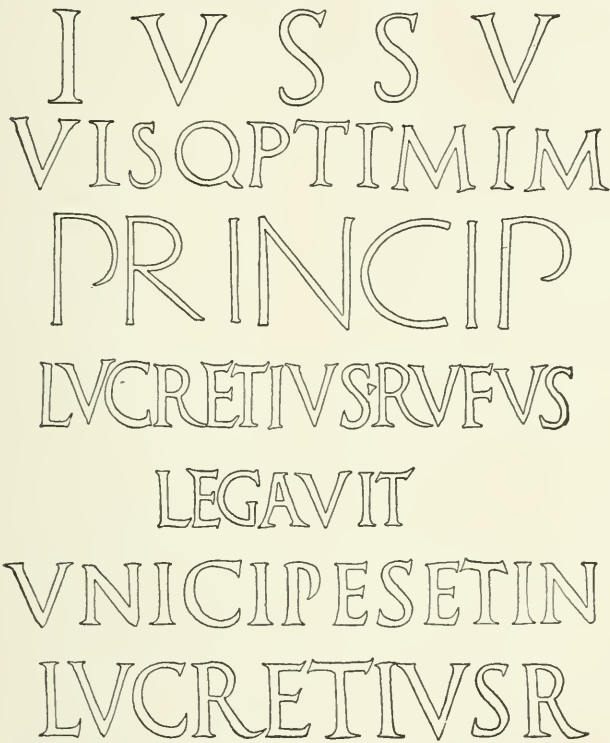 IVSSV
VISOPTIMIM
PRINCIP
LVCRETIVS·RVFVS
LEGAVIT
VNICIPESETIN
LVCRETIVSR